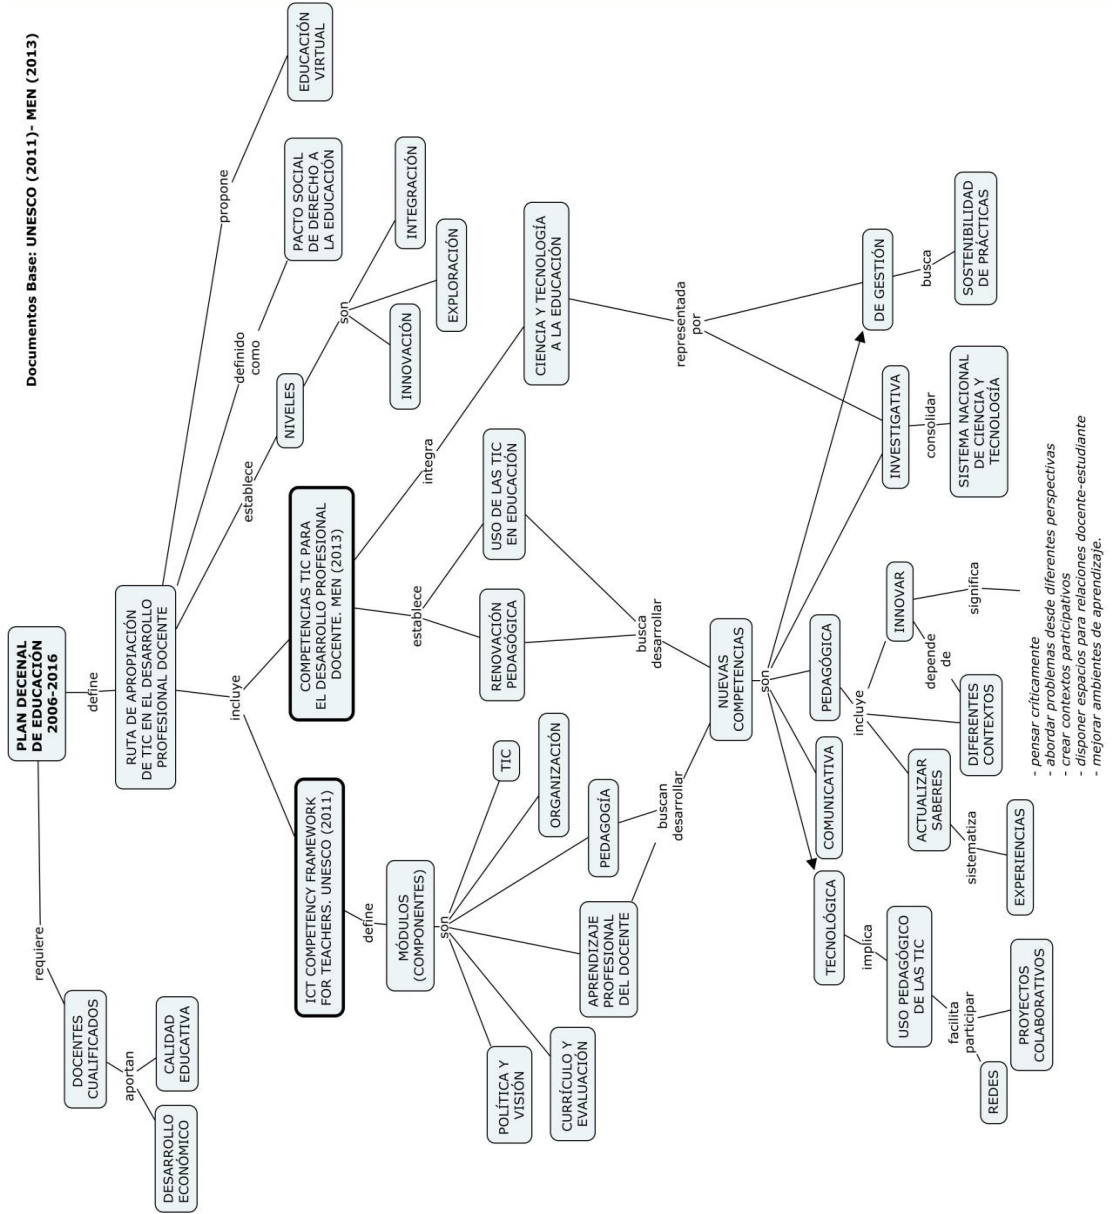 Documentos Base: UNESCO (2011)- MEN (2013)
PLAN DECENAL
DE EDUCACIÓN
2006-2016
requiere
define
DOCENTES
CUALIFICADOS
aportan
DESARROLLO
ECONÓMICO
CALIDAD
EDUCATIVA
RUTA DE APROPIACIÓN
DE TIC EN EL DESARROLLO
PROFESIONAL DOCENTE
incluye
establece
definido
como
propone
NIVELES
PACTO SOCIAL
DE DERECHO A
LA EDUCACIÓN
EDUCACIÓN
VIRTUAL
son
INNOVACIÓN
EXPLORACIÓN
INTEGRACIÓN
ICT COMPETENCY FRAMEWORK
FOR TEACHERS. UNESCO (2011)
COMPETENCIAS TIC PARA
EL DESARROLLO PROFESIONAL
DOCENTE. MEN (2013)
define
MÓDULOS
(COMPONENTES)
son
POLÍTICA Y
VISIÓN
CURRÍCULO Y
EVALUACIÓN
APRENDIZAJE
PROFESIONAL
DEL DOCENTE
PEDAGOGÍA
ORGANIZACIÓN
TIC
buscan
desarrollar
establece
integra
RENOVACIÓN
PEDAGÓGICA
USO DE LAS TIC
EN EDUCACIÓN
busca
desarrollar
CIENCIA Y TECNOLOGÍA
A LA EDUCACIÓN
representada
por
NUEVAS
COMPETENCIAS
son
TECNOLÓGICA
COMUNICATIVA
PEDAGÓGICA
INVESTIGATIVA
DE GESTIÓN
implica
USO PEDAGÓGICO
DE LAS TIC
facilita
participar
REDES
PROYECTOS
COLABORATIVOS
incluye
ACTUALIZAR
SABERES
sistematiza
EXPERIENCIAS
DIFERENTES
CONTEXTOS
INNOVAR
depende
de
significa
- pensar críticamente
- abordar problemas desde diferentes perspectivas
- crear contextos participativos
- disponer espacios para relaciones docente-estudiante
- mejorar ambientes de aprendizaje.
consolidar
SISTEMA NACIONAL
DE CIENCIA Y
TECNOLOGÍA
busca
SOSTENIBILIDAD
DE PRÁCTICAS